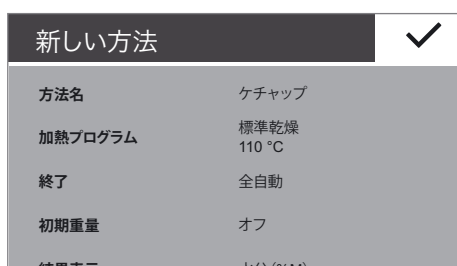 新しい方法
方法名 ケチャップ
加熱プログラム 標準乾燥
110 °C
終了 全自動
初期重量 オフ